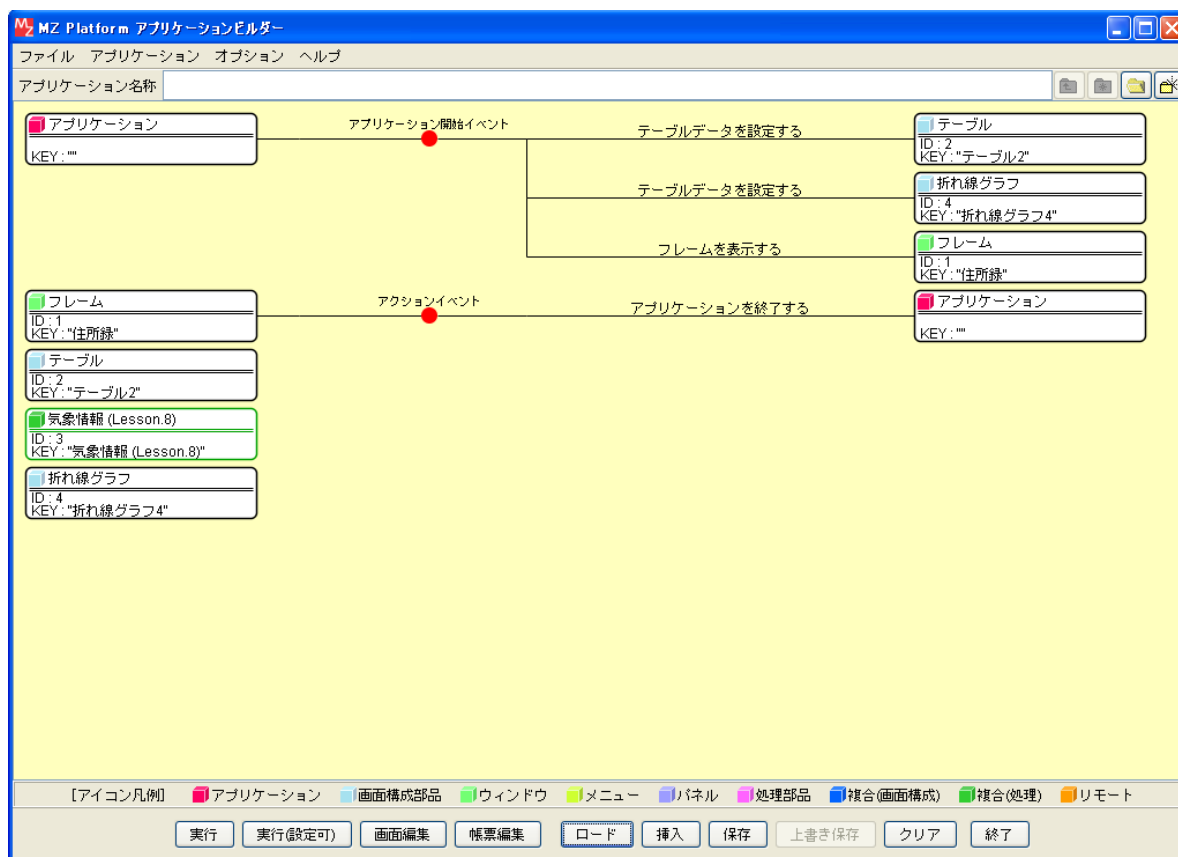 MZ Platform アプリケーションビルダー
ファイル アプリケーション オプション ヘルプ
アプリケーション名称
アプリケーション
KEY : ""
アプリケーション開始イベント
テーブルデータを設定する
テーブル
ID : 2
KEY : "テーブル2"
テーブルデータを設定する
折れ線グラフ
ID : 4
KEY : "折れ線グラフ4"
フレームを表示する
フレーム
ID : 1
KEY : "住所録"
フレーム
ID : 1
KEY : "住所録"
アクションイベント
アプリケーションを終了する
アプリケーション
KEY : ""
テーブル
ID : 2
KEY : "テーブル2"
気象情報 (Lesson.8)
ID : 3
KEY : "気象情報 (Lesson.8)"
折れ線グラフ
ID : 4
KEY : "折れ線グラフ4"
[アイコン凡例] アプリケーション 画面構成部品 ウィンドウ メニュー パネル 処理部品 複合(画面構成) 複合(処理) リモート
実行 実行(設定可) 画面編集 帳票編集 ロード 挿入 保存 上書き保存 クリア 終了